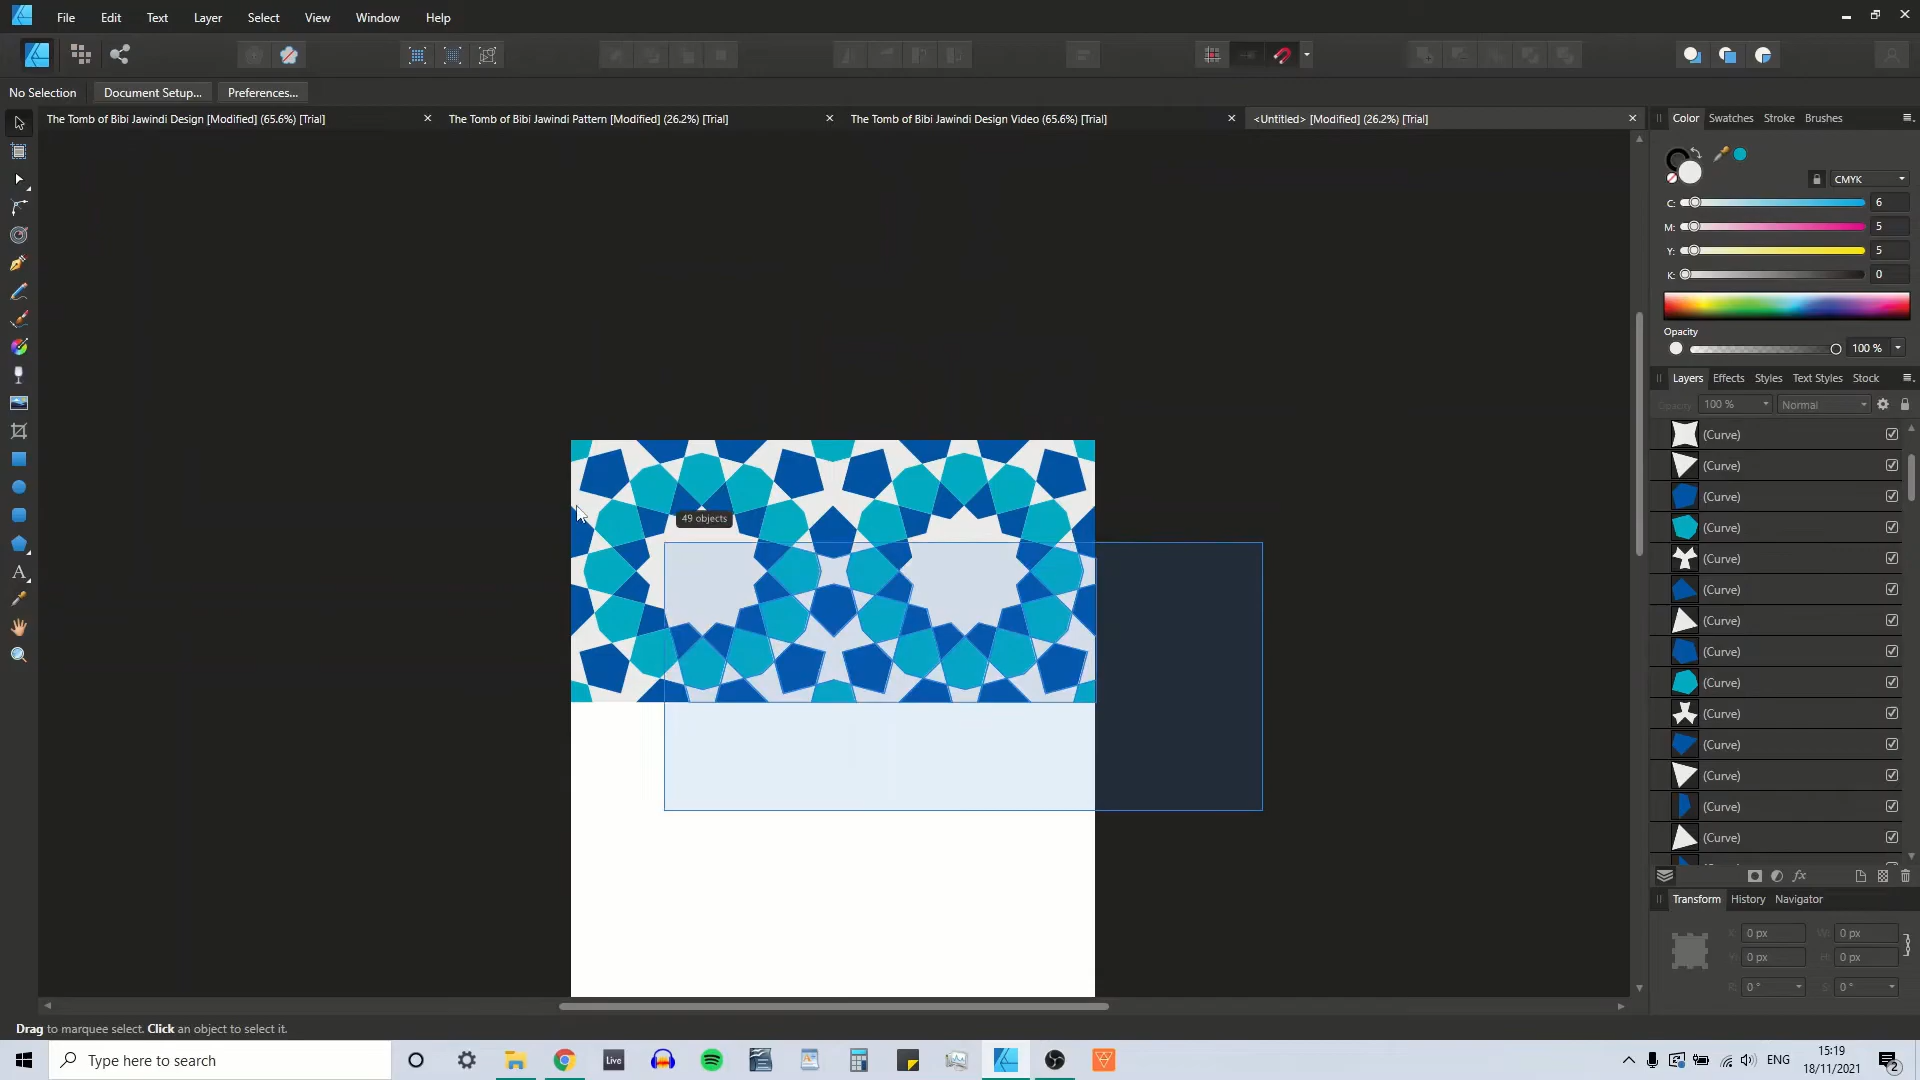 File Edit Text Layer Select View Window Help
No Selection Document Setup... Preferences...
The Tomb of Bibi Jawindi Design [Modified] (65.6%) [Trial]
The Tomb of Bibi Jawindi Pattern [Modified] (26.2%) [Trial]
The Tomb of Bibi Jawindi Design Video (65.6%) [Trial]
<Untitled> [Modified] (26.2%) [Trial]
Color Swatches Stroke Brushes
CMYK
C: 6
M: 5
Y: 5
K: 0
Opacity
100 %
Layers Effects Styles Text Styles Stock
Opacity 100 % Normal
(Curve)
(Curve)
(Curve)
(Curve)
(Curve)
(Curve)
(Curve)
(Curve)
(Curve)
(Curve)
(Curve)
(Curve)
(Curve)
(Curve)
49 objects
Transform History Navigator
X: 0 px W: 0 px
Y: 0 px H: 0 px
R: 0 ° S: 0 °
Drag to marquee select. Click an object to select it.
Type here to search
Live
ENG
15:19
18/11/2021
2